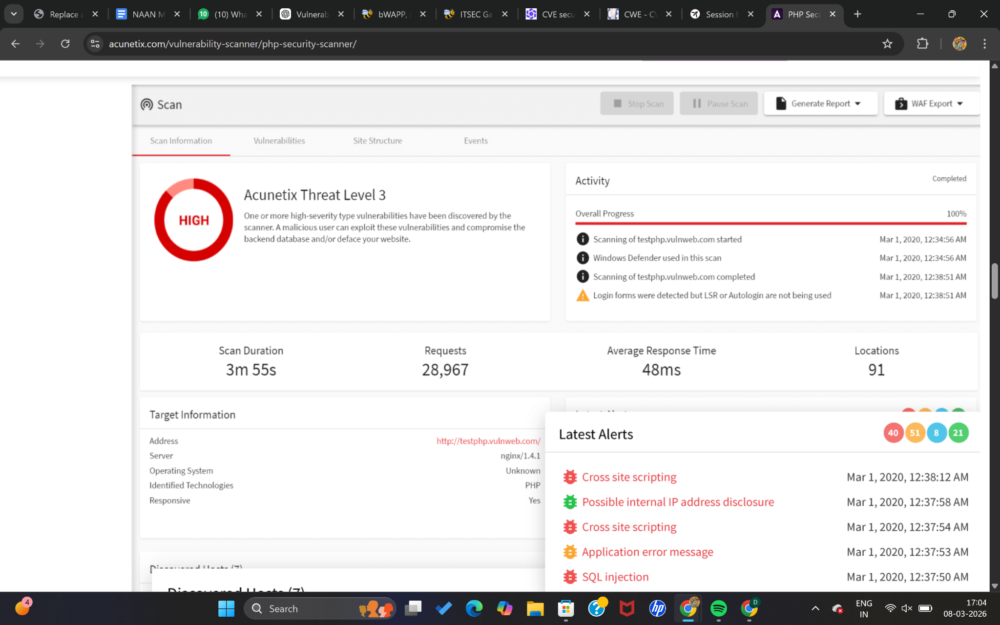 Replace a
NAAN M
(10) Wha
Vulnerab
bWAPP, a
ITSEC Ga
CVE secu
CWE - CV
Session h
PHP Secu
acunetix.com/vulnerability-scanner/php-security-scanner/
Scan
Stop Scan
Pause Scan
Generate Report
WAF Export
Scan Information
Vulnerabilities
Site Structure
Events
HIGH
Acunetix Threat Level 3
One or more high-severity type vulnerabilities have been discovered by the
scanner. A malicious user can exploit these vulnerabilities and compromise the
backend database and/or deface your website.
Activity
Completed
Overall Progress
100%
Scanning of testphp.vulnweb.com started
Mar 1, 2020, 12:34:56 AM
Windows Defender used in this scan
Mar 1, 2020, 12:34:56 AM
Scanning of testphp.vulnweb.com completed
Mar 1, 2020, 12:38:51 AM
Login forms were detected but LSR or Autologin are not being used
Mar 1, 2020, 12:38:51 AM
Scan Duration
3m 55s
Requests
28,967
Average Response Time
48ms
Locations
91
Target Information
Address
http://testphp.vulnweb.com/
Server
nginx/1.4.1
Operating System
Unknown
Identified Technologies
PHP
Responsive
Yes
Latest Alerts
40 51 8 21
Cross site scripting
Mar 1, 2020, 12:38:12 AM
Possible internal IP address disclosure
Mar 1, 2020, 12:37:58 AM
Cross site scripting
Mar 1, 2020, 12:37:54 AM
Application error message
Mar 1, 2020, 12:37:53 AM
SQL injection
Mar 1, 2020, 12:37:50 AM
Discovered Hosts (7)
Discovered Hosts (7)
4
Search
hp
D
ENG
IN
17:04
08-03-2026